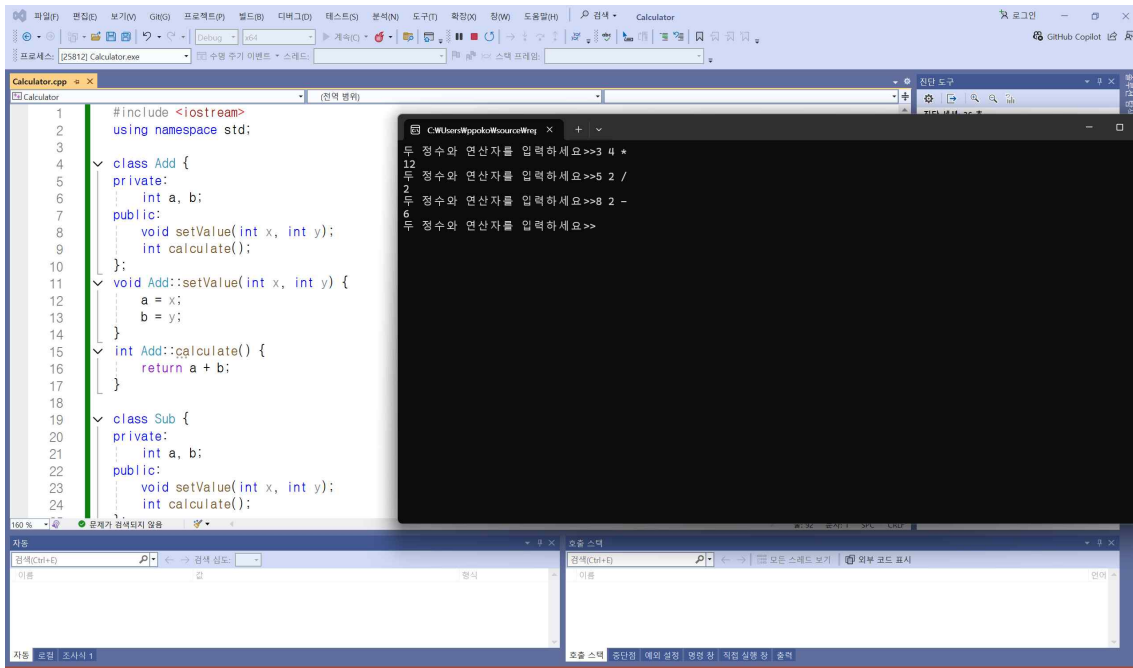 파일(F) 편집(E) 보기(V) Git(G) 프로젝트(P) 빌드(B) 디버그(D) 테스트(S) 분석(N) 도구(T) 확장(X) 창(W) 도움말(H) 검색 Calculator 로그인
Debug x64 계속(C) GitHub Copilot
프로세스: [25812] Calculator.exe 수명 주기 이벤트 스레드: 스택 프레임:
Calculator.cpp
Calculator (전역 범위)
1 #include <iostream>
2 using namespace std;
3
4 class Add {
5 private:
6 int a, b;
7 public:
8 void setValue(int x, int y);
9 int calculate();
10 };
11 void Add::setValue(int x, int y) {
12 a = x;
13 b = y;
14 }
15 int Add::calculate() {
16 return a + b;
17 }
18
19 class Sub {
20 private:
21 int a, b;
22 public:
23 void setValue(int x, int y);
24 int calculate();
160 % 문제가 검색되지 않음
진단 도구
C:₩Users₩ppoko₩source₩rep
두 정수와 연산자를 입력하세요>>3 4 *
12
두 정수와 연산자를 입력하세요>>5 2 /
2
두 정수와 연산자를 입력하세요>>8 2 -
6
두 정수와 연산자를 입력하세요>>
자동
검색(Ctrl+E) 검색 심도:
이름 값 형식
자동 로컬 조사식 1
호출 스택
검색(Ctrl+E) 모든 스레드 보기 외부 코드 표시
이름 언어
호출 스택 중단점 예외 설정 명령 창 직접 실행 창 출력